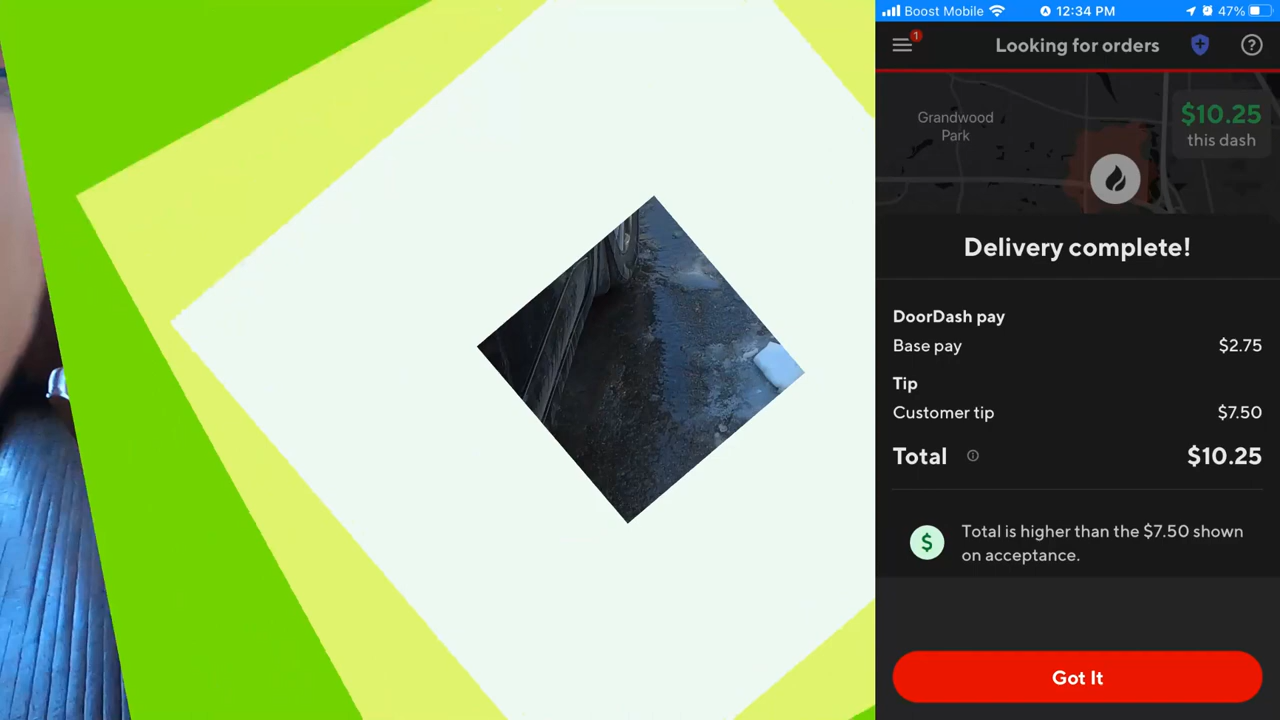 Boost Mobile 12:34 PM 47%
1
Looking for orders
Grandwood
Park
$10.25
this dash
Delivery complete!
DoorDash pay
Base pay $2.75
Tip
Customer tip $7.50
Total $10.25
Total is higher than the $7.50 shown
on acceptance.
Got It